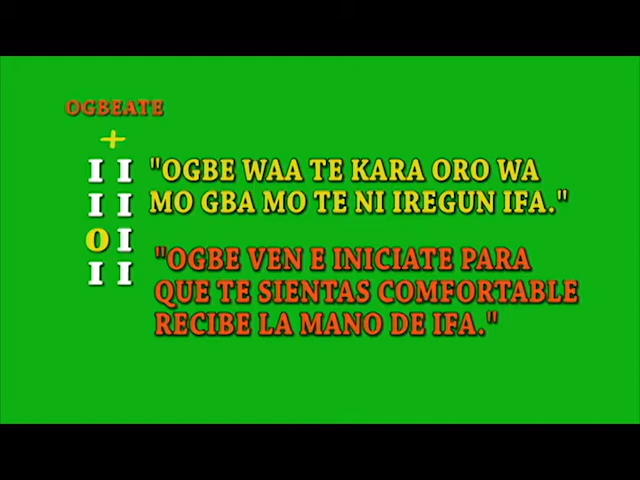 OGBEATE
+
I I
I I
O I
I I
"OGBE WAA TE KARA ORO WA
MO GBA MO TE NI IREGUN IFA."
"OGBE VEN E INICIATE PARA
QUE TE SIENTAS COMFORTABLE
RECIBE LA MANO DE IFA."